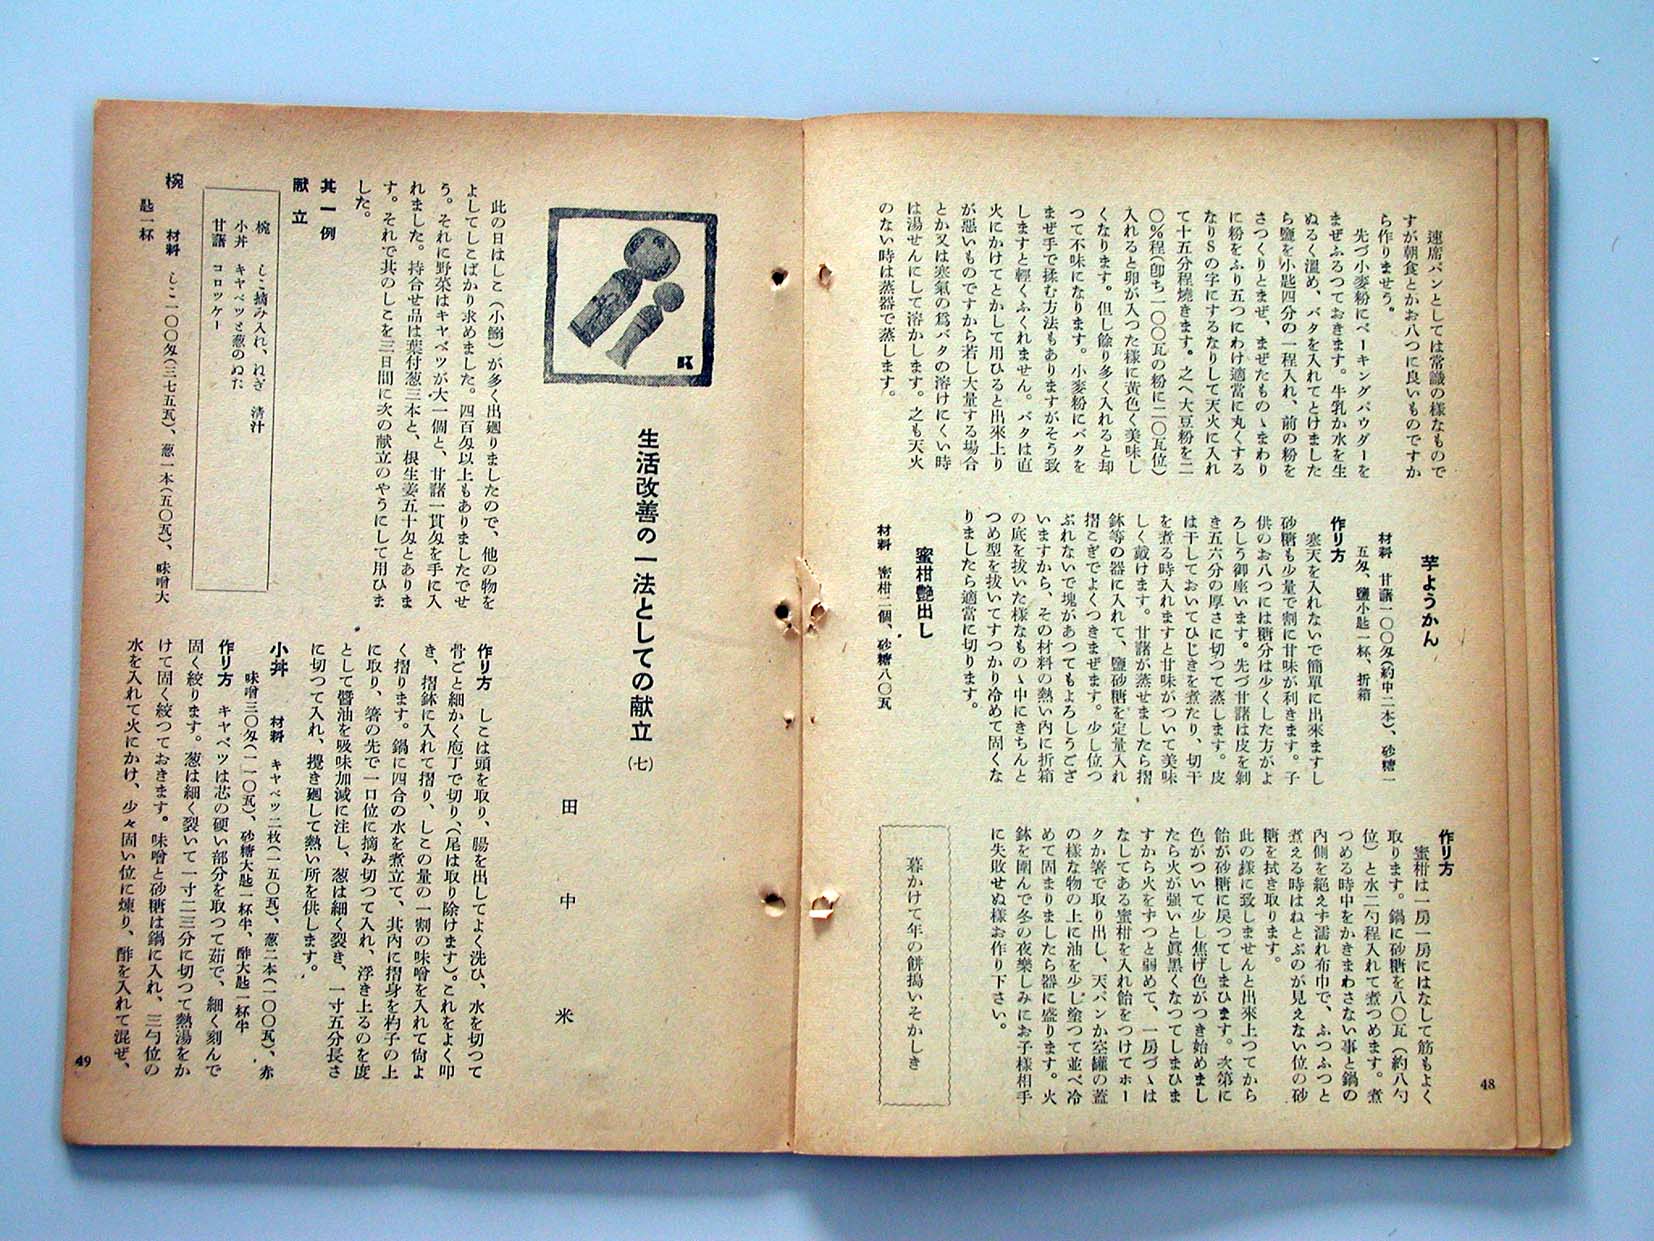 速席パンとしては常識の樣なもので
すが朝食とかお八つに良いものですか
ら作りませう。
先づ小麥粉にベーキングパウダーを
まぜふるつておきます。牛乳か水を生
ぬるく溫め、バタを入れてとけました
ら鹽を小匙四分の一程入れ、前の粉を
さつくりとまぜ、まぜたものゝまわり
に粉をふり五つにわけ適當に丸くする
なりSの字にするなりして天火に入れ
て十五分程燒きます。之へ大豆粉を二
〇%程(卽ち一〇〇瓦の粉に二〇瓦位)
入れると卵が入つた樣に黃色く美味し
くなります。但し餘り多く入れると却
つて不味になります。小麥粉にバタを
まぜ手で揉む方法もありますがそう致
しますと輕くふくれません。バタは直
火にかけてとかして用ひると出來上り
が惡いものですから若し大量する場合
とか又は寒氣の爲バタの溶けにくい時
は湯せんにして溶かします。之も天火
のない時は蒸器で蒸します。
芋ようかん
材料 甘諸一〇〇匁(約中二本)、砂糖一
五匁、鹽小匙一杯、折箱
作り方
寒天を入れないで簡單に出來ますし
砂糖も少量で割に甘味が利きます。子
供のお八つには糖分は少くした方がよ
ろしう御座います。先づ甘諸は皮を剝
き五六分の厚さに切つて蒸します。皮
は干しておいてひじきを煮たり、切干
を煮る時入れますと甘味がついて美味
しく戴けます。甘諸が蒸せましたら摺
鉢等の器に入れて、鹽砂糖を定量入れ
摺こぎでよくつきまぜます。少し位つ
ぶれないで塊があつてもよろしうござ
いますから、その材料の熱い內に折箱
の底を拔いた樣なものゝ中にきちんと
つめ型を拔いてすつかり冷めて固くな
りましたら適當に切ります。
蜜柑艶出し
材料 密柑二個、砂糖八〇瓦
作り方
蜜柑は一房一房にはなして筋もよく
取ります。鍋に砂糖を八〇瓦(約八勺
位)と水二勺程入れて煮つめます。煮
つめる時中をかきまわさない事と鍋の
內側を絕えず濡れ布巾で、ふつふつと
煮える時はねとぶのが見えない位の砂
糖を拭き取ります。
此の樣に致しませんと出來上つてから
飴が砂糖に戾つてしまひます。次第に
色がついて少し焦げ色がつき始めまし
たら火が强いと眞黑くなつてしまひま
すから火をずつと弱めて、一房づゝは
なしてある蜜柑を入れ飴をつけてホー
クか箸で取り出し、天パンか空罐の蓋
の樣な物の上に油を少し塗つて並べ冷
めて固まりましたら器に盛ります。火
鉢を圍んで冬の夜樂しみにお子樣相手
に失敗せぬ樣お作り下さい。
暮かけて年の餅搗いそかしき
48
生活改善の一法としての献立(七)
田中米
此の日はしこ(小鰯)が多く出廻りましたので、他の物を
よしてしこばかり求めました。四百匁以上もありましたでせ
う。それに野菜はキャベツが大一個と、甘諸一貫匁を手に入
れました。持合せ品は葉付葱三本と、根生姜五十匁とありま
す。それで其のしこを三日間に次の献立のやうにして用ひま
した。
其一例
献立
椀 しこ摘み入れ、ねぎ 淸汁
小丼 キャベツと葱のぬた
甘諸 コロッケー
椀
材料 しこ一〇〇匁(三七五瓦)、葱一本(五〇瓦)、味噌大
匙一杯
作り方 しこは頭を取り、腸を出してよく洗ひ、水を切つて
骨ごと細かく庖丁で切り、(尾は取り除けます)。これをよく叩
き、摺鉢に入れて摺り、しこの量の一割の味噌を入れて尙よ
く摺ります。鍋に四合の水を煮立て、其內に摺身を杓子の上
に取り、箸の先で一口位に摘み切つて入れ、浮き上るのを度
として醬油を吸味加減に注し、葱は細く裂き、一寸五分長さ
に切つて入れ、攪き廻して熱い所を供します。
小丼
材料 キャベツ二枚(一五〇瓦)、葱二本(一〇〇瓦)、赤
味噌三〇匁(一一〇瓦)、砂糖大匙一杯半、酢大匙一杯半
作り方 キャベツは芯の硬い部分を取つて茹で、細く刻んで
固く絞ります。葱は細く裂いて一寸二三分に切つて熱湯をか
けて固く絞つておきます。味噌と砂糖は鍋に入れ、三勺位の
水を入れて火にかけ、少々固い位に煉り、酢を入れて混ぜ、
49